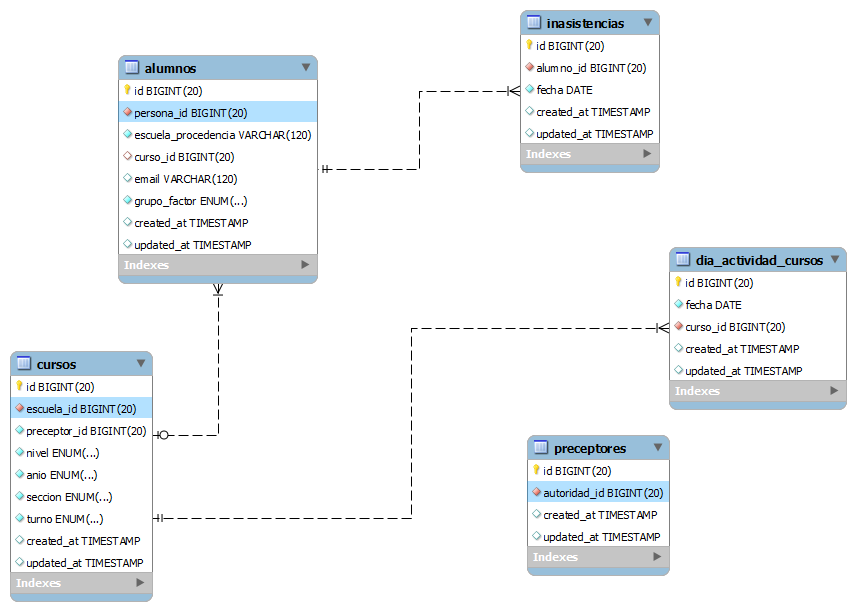 inasistencias
id BIGINT(20)
alumno_id BIGINT(20)
fecha DATE
created_at TIMESTAMP
updated_at TIMESTAMP
Indexes
alumnos
id BIGINT(20)
persona_id BIGINT(20)
escuela_procedencia VARCHAR(120)
curso_id BIGINT(20)
email VARCHAR(120)
grupo_factor ENUM(...)
created_at TIMESTAMP
updated_at TIMESTAMP
Indexes
dia_actividad_cursos
id BIGINT(20)
fecha DATE
curso_id BIGINT(20)
created_at TIMESTAMP
updated_at TIMESTAMP
Indexes
cursos
id BIGINT(20)
escuela_id BIGINT(20)
preceptor_id BIGINT(20)
nivel ENUM(...)
anio ENUM(...)
seccion ENUM(...)
turno ENUM(...)
created_at TIMESTAMP
updated_at TIMESTAMP
Indexes
preceptores
id BIGINT(20)
autoridad_id BIGINT(20)
created_at TIMESTAMP
updated_at TIMESTAMP
Indexes